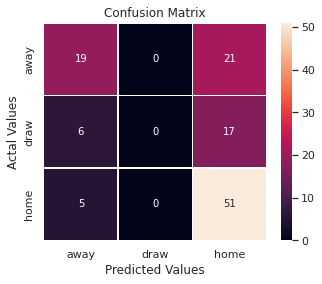 Confusion Matrix
Actal Values
away
draw
home
19 0 21
6 0 17
5 0 51
away draw home
Predicted Values
50
40
30
20
10
0